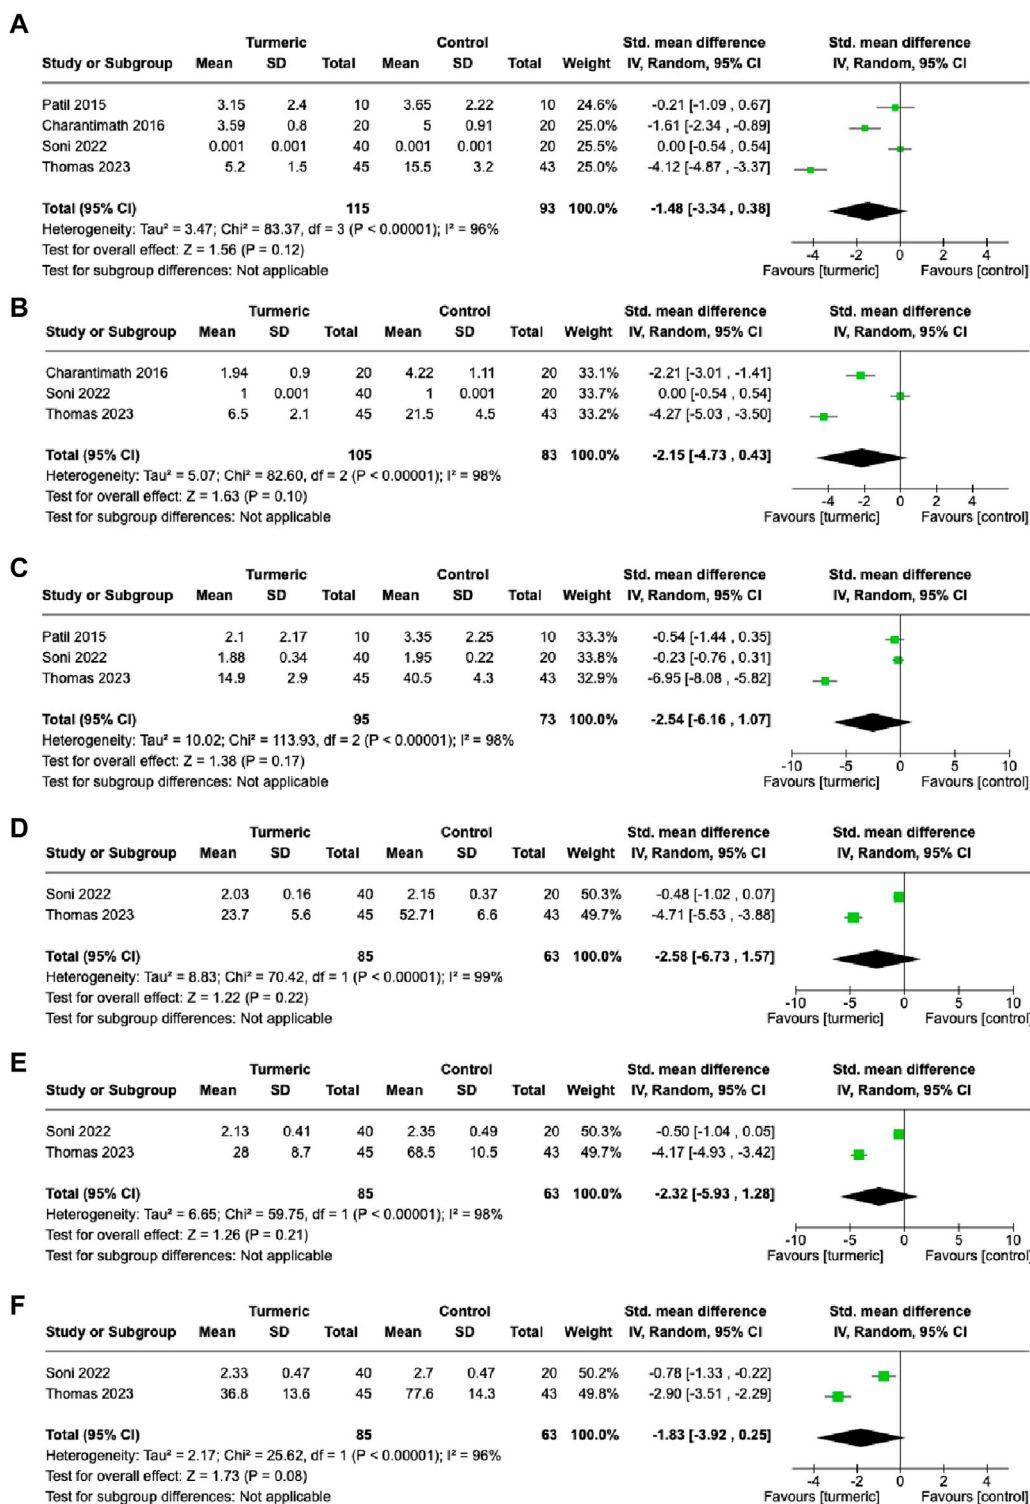 A
Turmeric Control Std. mean difference Std. mean difference
Study or Subgroup Mean SD Total Mean SD Total Weight IV, Random, 95% CI IV, Random, 95% CI
Patil 2015 3.15 2.4 10 3.65 2.22 10 24.6% -0.21 [-1.09 , 0.67]
Charantimath 2016 3.59 0.8 20 5 0.91 20 25.0% -1.61 [-2.34 , -0.89]
Soni 2022 0.001 0.001 40 0.001 0.001 20 25.5% 0.00 [-0.54 , 0.54]
Thomas 2023 5.2 1.5 45 15.5 3.2 43 25.0% -4.12 [-4.87 , -3.37]
Total (95% CI) 115 93 100.0% -1.48 [-3.34 , 0.38]
Heterogeneity: Tau² = 3.47; Chi² = 83.37, df = 3 (P < 0.00001); I² = 96%
Test for overall effect: Z = 1.56 (P = 0.12)
-4 -2 0 2 4
Test for subgroup differences: Not applicable
Favours [turmeric] Favours [control]
B
Turmeric Control Std. mean difference Std. mean difference
Study or Subgroup Mean SD Total Mean SD Total Weight IV, Random, 95% CI IV, Random, 95% CI
Charantimath 2016 1.94 0.9 20 4.22 1.11 20 33.1% -2.21 [-3.01 , -1.41]
Soni 2022 1 0.001 40 1 0.001 20 33.7% 0.00 [-0.54 , 0.54]
Thomas 2023 6.5 2.1 45 21.5 4.5 43 33.2% -4.27 [-5.03 , -3.50]
Total (95% CI) 105 83 100.0% -2.15 [-4.73 , 0.43]
Heterogeneity: Tau² = 5.07; Chi² = 82.60, df = 2 (P < 0.00001); I² = 98%
Test for overall effect: Z = 1.63 (P = 0.10)
-4 -2 0 2 4
Test for subgroup differences: Not applicable
Favours [turmeric] Favours [control]
C
Turmeric Control Std. mean difference Std. mean difference
Study or Subgroup Mean SD Total Mean SD Total Weight IV, Random, 95% CI IV, Random, 95% CI
Patil 2015 2.1 2.17 10 3.35 2.25 10 33.3% -0.54 [-1.44 , 0.35]
Soni 2022 1.88 0.34 40 1.95 0.22 20 33.8% -0.23 [-0.76 , 0.31]
Thomas 2023 14.9 2.9 45 40.5 4.3 43 32.9% -6.95 [-8.08 , -5.82]
Total (95% CI) 95 73 100.0% -2.54 [-6.16 , 1.07]
Heterogeneity: Tau² = 10.02; Chi² = 113.93, df = 2 (P < 0.00001); I² = 98%
Test for overall effect: Z = 1.38 (P = 0.17)
-10 -5 0 5 10
Test for subgroup differences: Not applicable
Favours [turmeric] Favours [control]
D
Turmeric Control Std. mean difference Std. mean difference
Study or Subgroup Mean SD Total Mean SD Total Weight IV, Random, 95% CI IV, Random, 95% CI
Soni 2022 2.03 0.16 40 2.15 0.37 20 50.3% -0.48 [-1.02 , 0.07]
Thomas 2023 23.7 5.6 45 52.71 6.6 43 49.7% -4.71 [-5.53 , -3.88]
Total (95% CI) 85 63 100.0% -2.58 [-6.73 , 1.57]
Heterogeneity: Tau² = 8.83; Chi² = 70.42, df = 1 (P < 0.00001); I² = 99%
Test for overall effect: Z = 1.22 (P = 0.22)
-10 -5 0 5 10
Test for subgroup differences: Not applicable
Favours [turmeric] Favours [control]
E
Turmeric Control Std. mean difference Std. mean difference
Study or Subgroup Mean SD Total Mean SD Total Weight IV, Random, 95% CI IV, Random, 95% CI
Soni 2022 2.13 0.41 40 2.35 0.49 20 50.3% -0.50 [-1.04 , 0.05]
Thomas 2023 28 8.7 45 68.5 10.5 43 49.7% -4.17 [-4.93 , -3.42]
Total (95% CI) 85 63 100.0% -2.32 [-5.93 , 1.28]
Heterogeneity: Tau² = 6.65; Chi² = 59.75, df = 1 (P < 0.00001); I² = 98%
Test for overall effect: Z = 1.26 (P = 0.21)
-10 -5 0 5 10
Test for subgroup differences: Not applicable
Favours [turmeric] Favours [control]
F
Turmeric Control Std. mean difference Std. mean difference
Study or Subgroup Mean SD Total Mean SD Total Weight IV, Random, 95% CI IV, Random, 95% CI
Soni 2022 2.33 0.47 40 2.7 0.47 20 50.2% -0.78 [-1.33 , -0.22]
Thomas 2023 36.8 13.6 45 77.6 14.3 43 49.8% -2.90 [-3.51 , -2.29]
Total (95% CI) 85 63 100.0% -1.83 [-3.92 , 0.25]
Heterogeneity: Tau² = 2.17; Chi² = 25.62, df = 1 (P < 0.00001); I² = 96%
Test for overall effect: Z = 1.73 (P = 0.08)
-4 -2 0 2 4
Test for subgroup differences: Not applicable
Favours [turmeric] Favours [control]